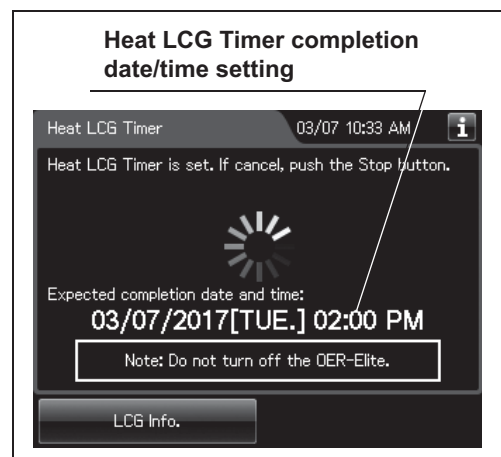 Heat LCG Timer completion
date/time setting
Heat LCG Timer
03/07 10:33 AM
i
Heat LCG Timer is set. If cancel, push the Stop button.
Expected completion date and time:
03/07/2017[TUE.] 02:00 PM
Note: Do not turn off the OER-Elite.
LCG Info.